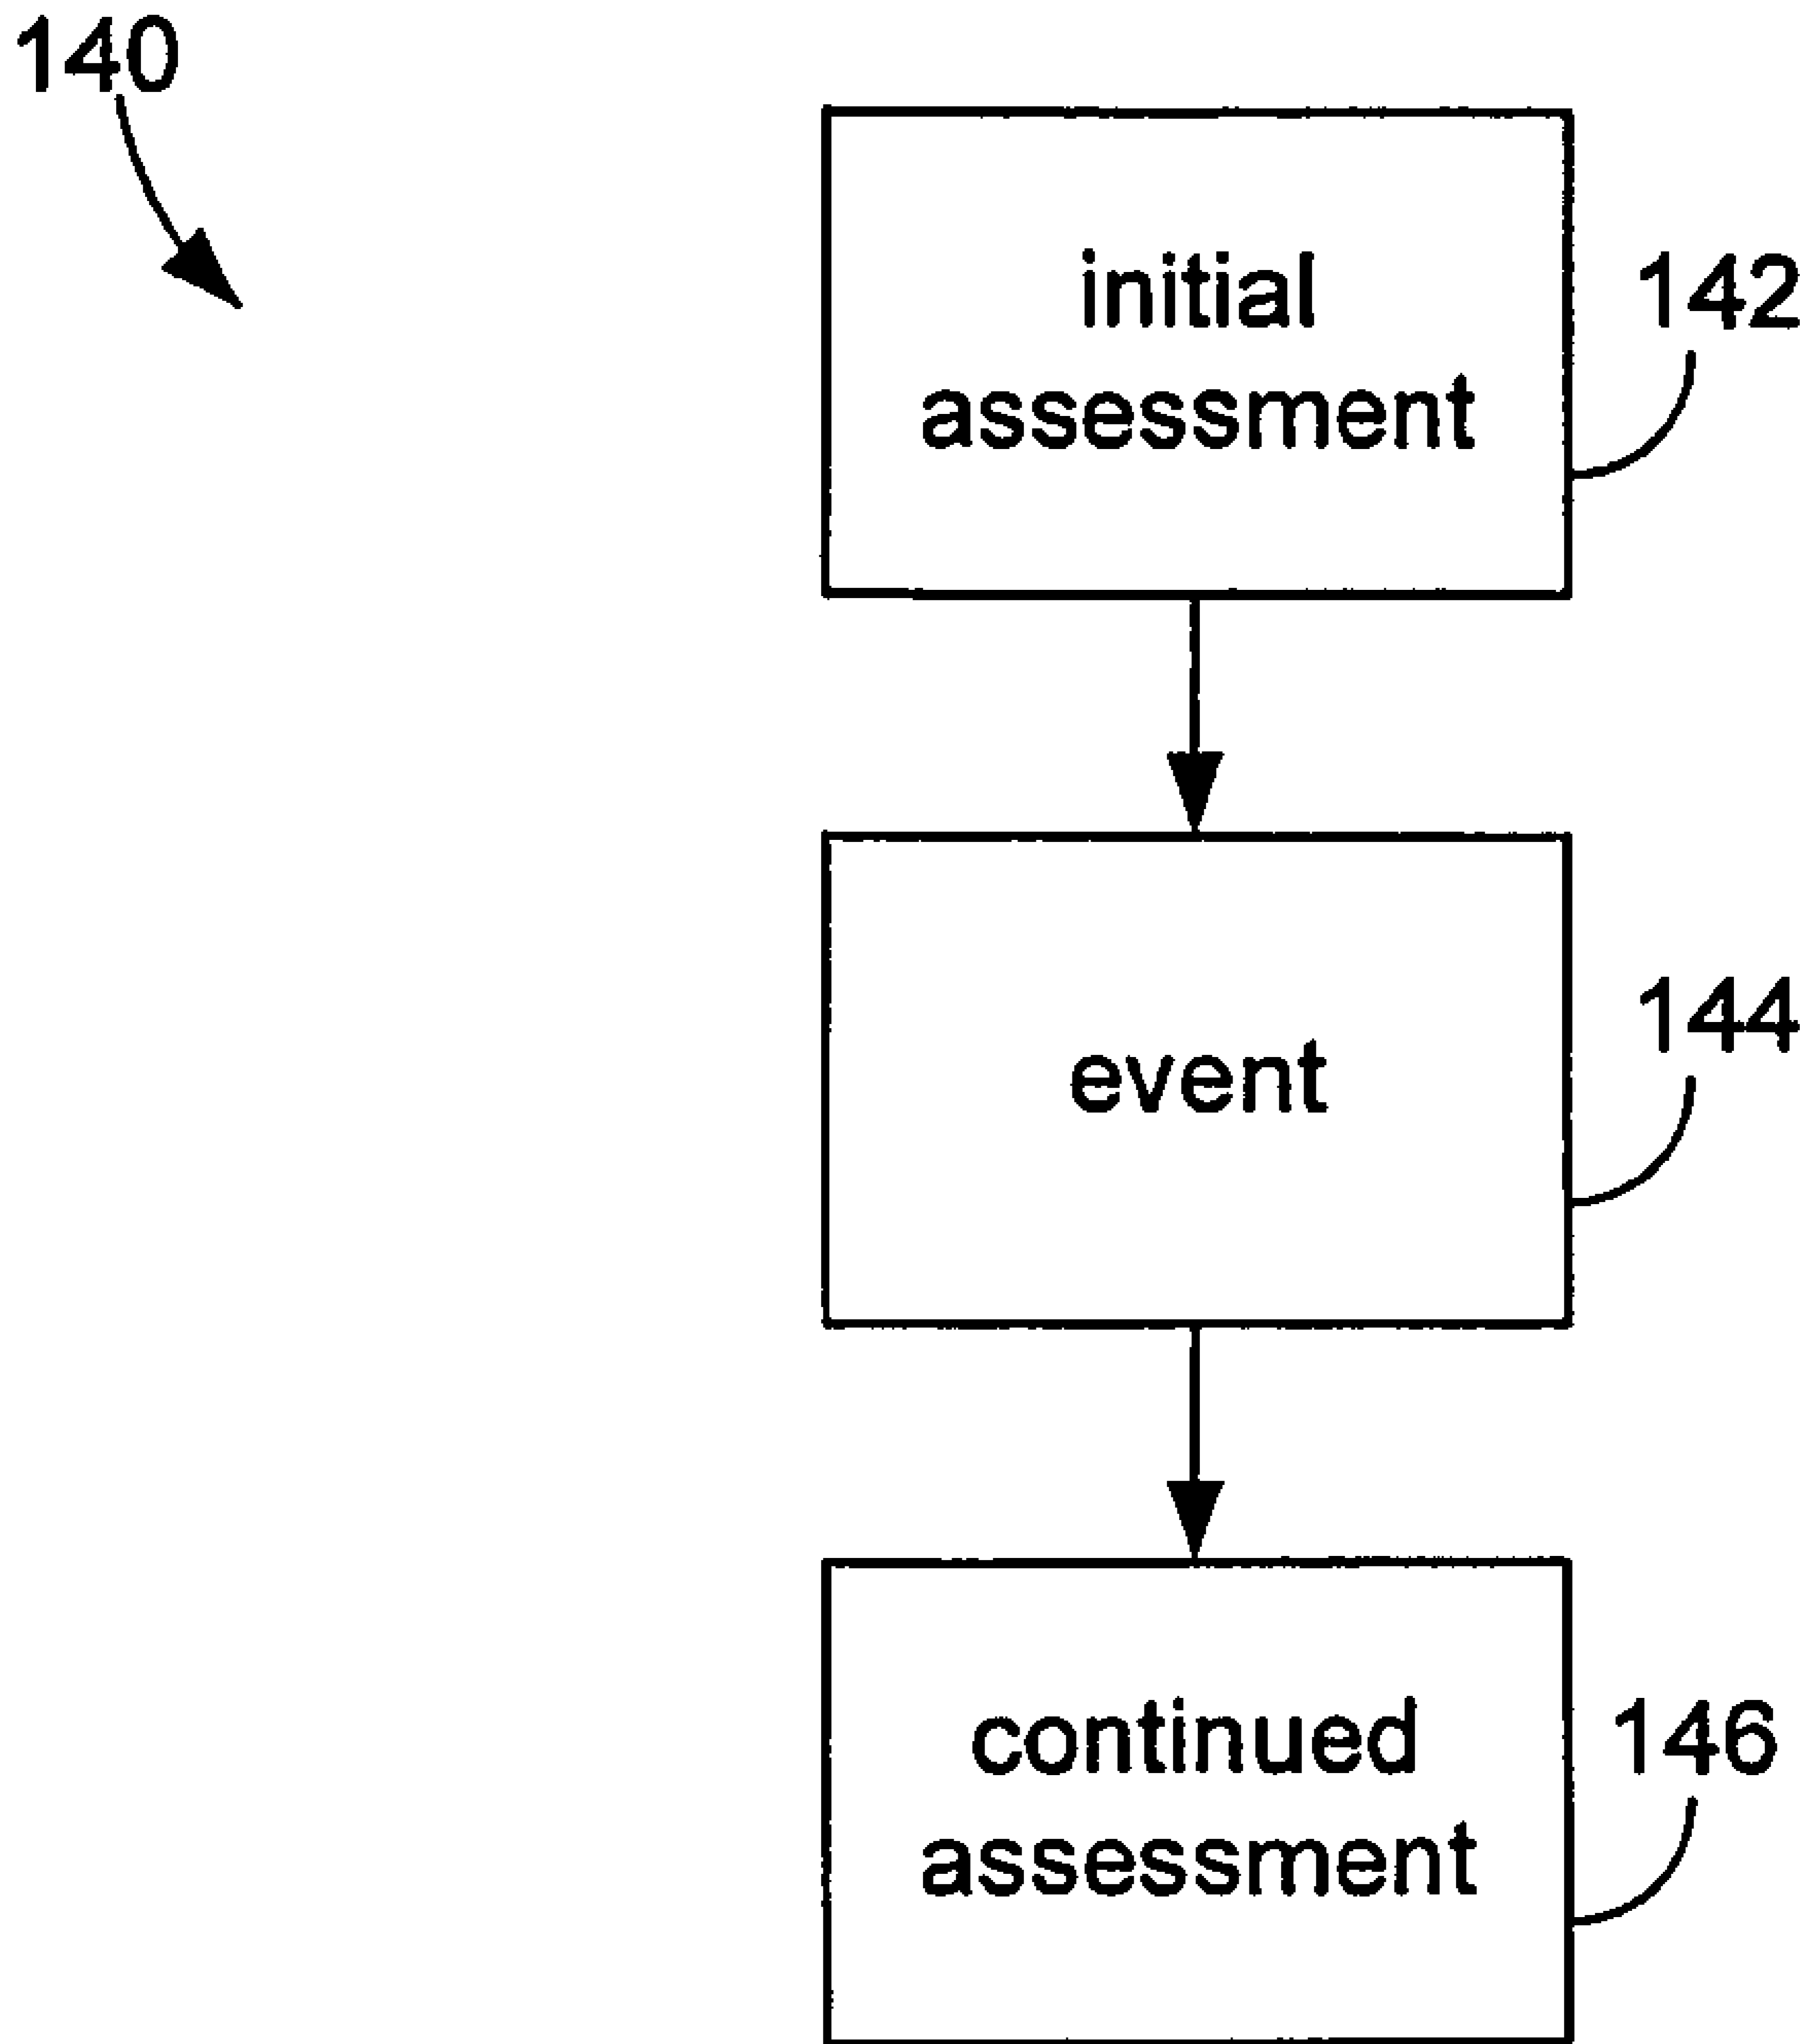 140
initial
assessment
142
event
144
continued
assessment
146